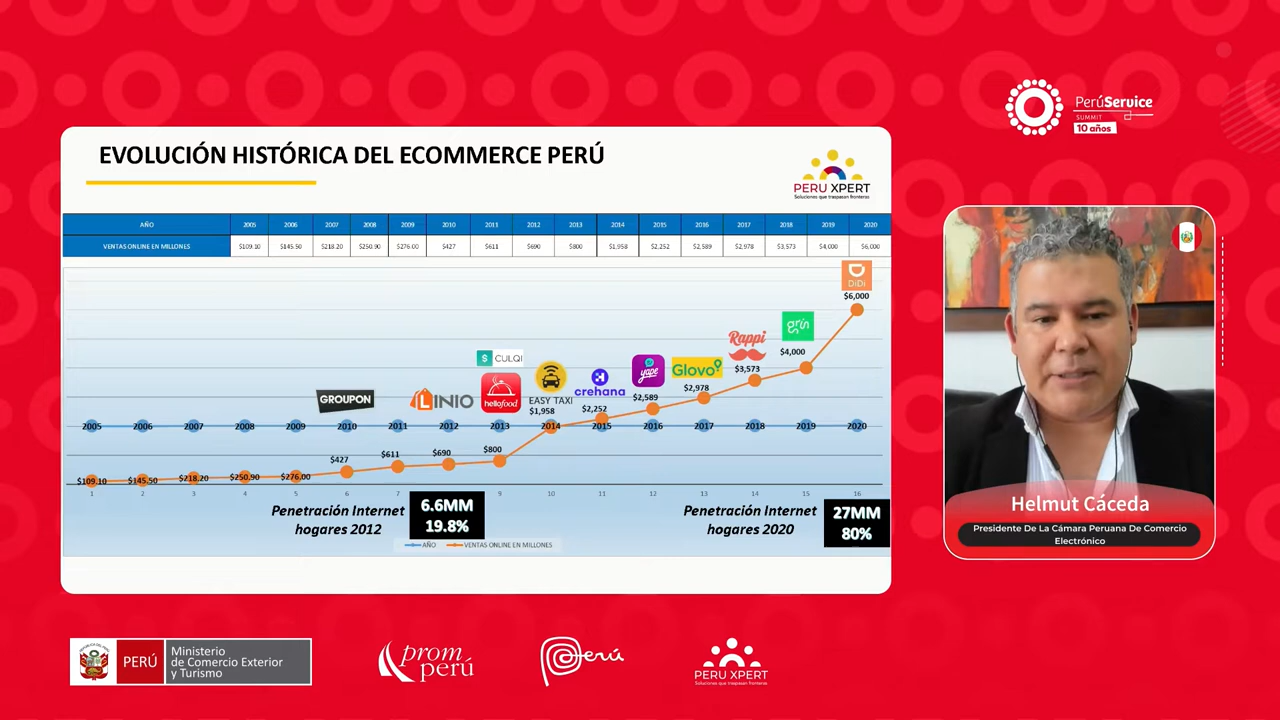 EVOLUCIÓN HISTÓRICA DEL ECOMMERCE PERÚ
PERU XPERT
Soluciones que traspasan fronteras
AÑO 2005 2006 2007 2008 2009 2010 2011 2012 2013 2014 2015 2016 2017 2018 2019 2020
VENTAS ONLINE EN MILLONES $109.10 $145.50 $218.20 $250.90 $276.00 $427 $611 $690 $800 $1,958 $2,252 $2,589 $2,978 $3,573 $4,000 $6,000
DiDi
$6,000
grin
Rappi
$4,000
$ CULQI
yape
Glovo
$3,573
GROUPON
LINIO
hellofood
EASY TAXI
crehana
$2,978
$2,589
$2,252
$1,958
2005 2006 2007 2008 2009 2010 2011 2012 2013 2014 2015 2016 2017 2018 2019 2020
$109.10 $145.50 $218.20 $250.90 $276.00 $427 $611 $690 $800
1 2 3 4 5 6 7 9 10 11 12 13 14 15 16
Penetración Internet
hogares 2012
6.6MM
19.8%
Penetración Internet
hogares 2020
27MM
80%
AÑO VENTAS ONLINE EN MILLONES
PerúService
SUMMIT
10 años
Helmut Cáceda
Presidente De La Cámara Peruana De Comercio
Electrónico
PERÚ
Ministerio
de Comercio Exterior
y Turismo
prom
perú
Perú
PERU XPERT
Soluciones que traspasan fronteras